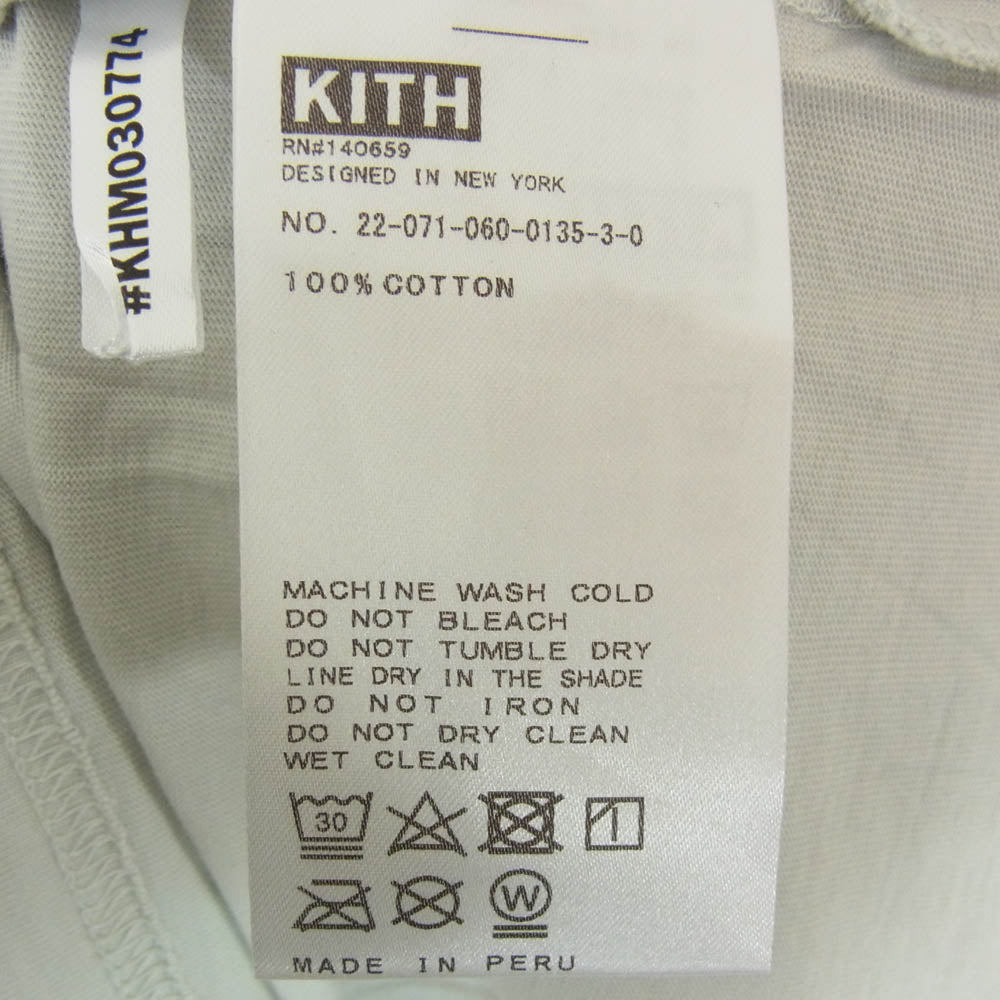 #KHM030774
KITH
RN#140659
DESIGNED IN NEW YORK
NO. 22-071-060-0135-3-0
100% COTTON
MACHINE WASH COLD
DO NOT BLEACH
DO NOT TUMBLE DRY
LINE DRY IN THE SHADE
DO NOT IRON
DO NOT DRY CLEAN
WET CLEAN
30
W
MADE IN PERU